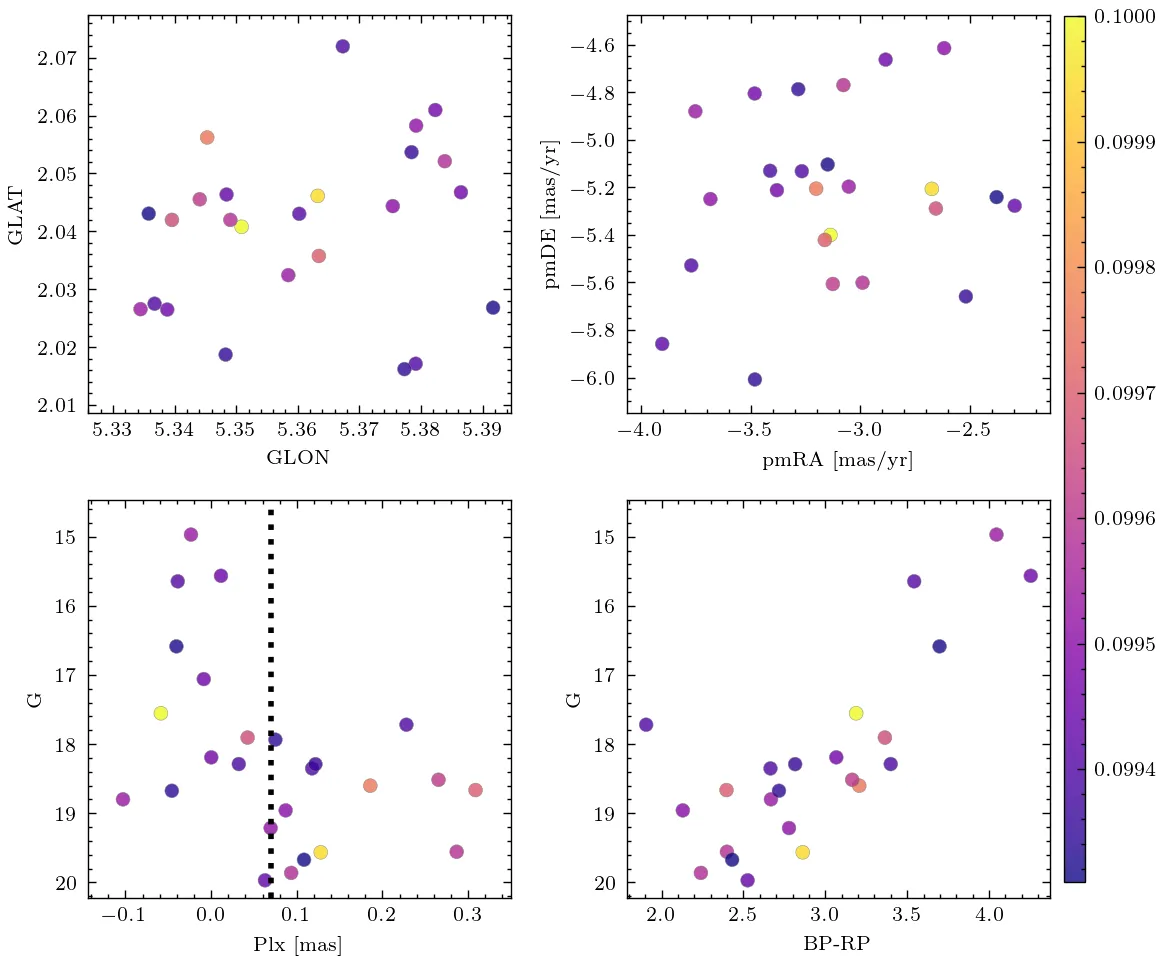 2.07
2.06
2.05
2.04
2.03
2.02
2.01
GLAT
5.33 5.34 5.35 5.36 5.37 5.38 5.39
GLON
−4.6
−4.8
−5.0
−5.2
−5.4
−5.6
−5.8
−6.0
pmDE [mas/yr]
−4.0 −3.5 −3.0 −2.5
pmRA [mas/yr]
0.1000
0.0999
0.0998
0.0997
0.0996
0.0995
0.0994
15
16
17
18
19
20
G
−0.1 0.0 0.1 0.2 0.3
Plx [mas]
15
16
17
18
19
20
G
2.0 2.5 3.0 3.5 4.0
BP-RP